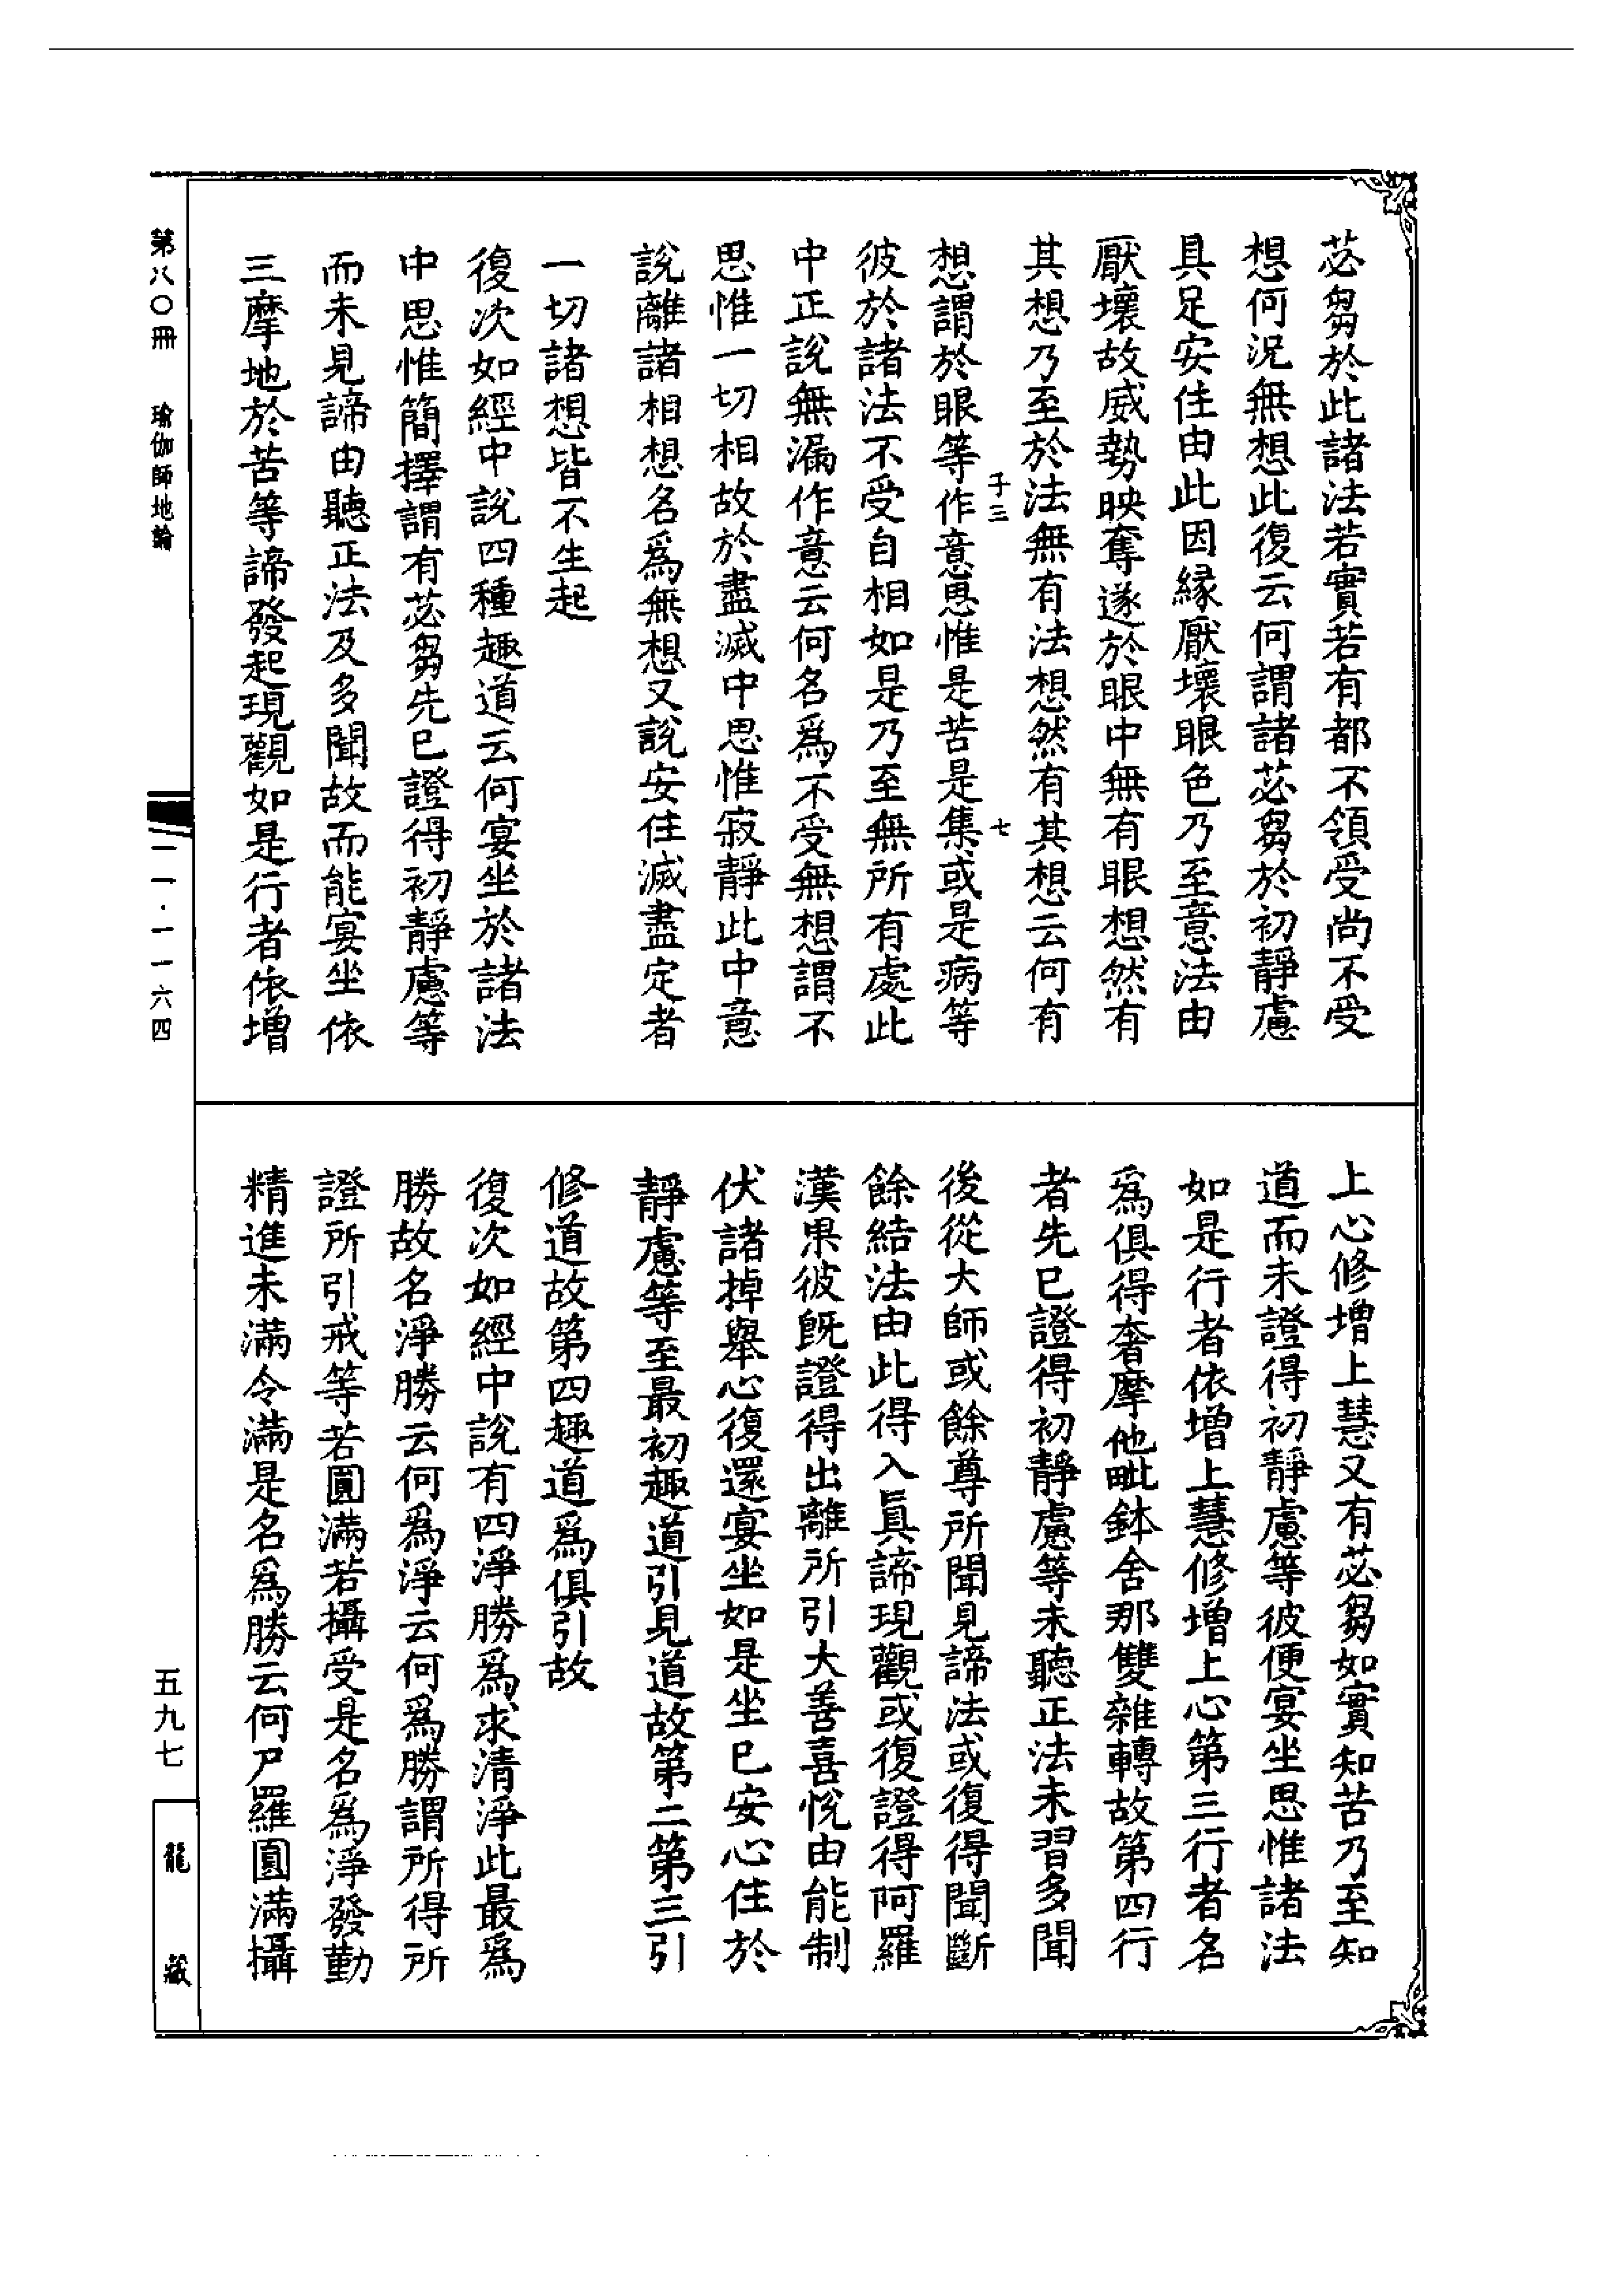 苾芻於此諸法若實若有都不領受尚不受
想何況無想此復云何謂諸苾芻於初靜慮
具足安住由此因緣厭壞眼色乃至意法由
厭壞故威勢映奪遂於眼中無有眼想然有
其想乃至於法無有法想然有其想云何有
子三 七
想謂於眼等作意思惟是苦是集或是病等
彼於諸法不受自相如是乃至無所有處此
中正說無漏作意云何名爲不受無想謂不
思惟一切相故於盡滅中思惟寂靜此中意
說離諸相想名爲無想又說安住滅盡定者
一切諸想皆不生起
復次如經中說四種趣道云何宴坐於諸法
中思惟簡擇謂有苾芻先已證得初靜慮等
而未見諦由聽正法及多聞故而能宴坐依
三摩地於苦等諦發起現觀如是行者依增
上心修增上慧又有苾芻如實知苦乃至知
道而未證得初靜慮等彼便宴坐思惟諸法
如是行者依增上慧修增上心第三行者名
爲俱得奢摩他毗鉢舍那雙雜轉故第四行
者先已證得初靜慮等未聽正法未習多聞
後從大師或餘尊所聞見諦法或復得聞斷
餘結法由此得入眞諦現觀或復證得阿羅
漢果彼旣證得出離所引大善喜悅由能制
伏諸掉舉心復還宴坐如是坐已安心住於
靜慮等至最初趣道引見道故第二第三引
修道故第四趣道爲俱引故
復次如經中說有四淨勝爲求清淨此最爲
勝故名淨勝云何爲淨云何爲勝謂所得所
證所引戒等若圓滿若攝受是名爲淨發勤
精進未滿令滿是名爲勝云何尸羅圓滿攝
第八〇冊 瑜伽師地論
二一·一一六四
五九七
龍藏